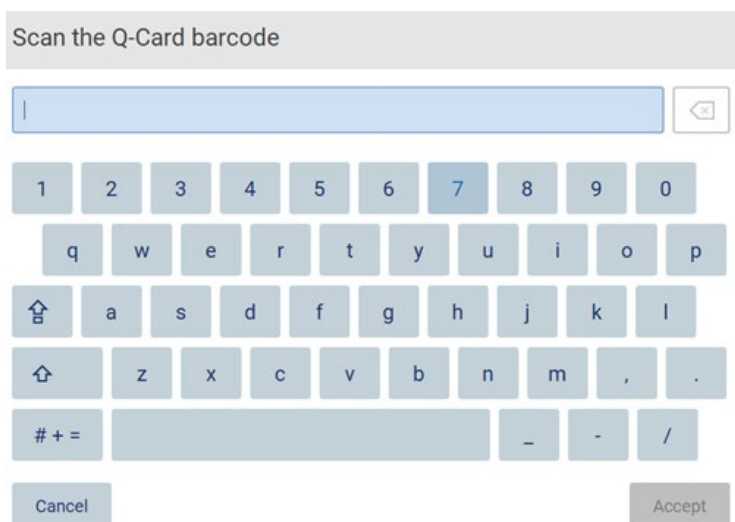 Scan the Q-Card barcode
1 2 3 4 5 6 7 8 9 0
q w e r t y u i o p
a s d f g h j k l
z x c v b n m , .
# + = _ - /
Cancel Accept